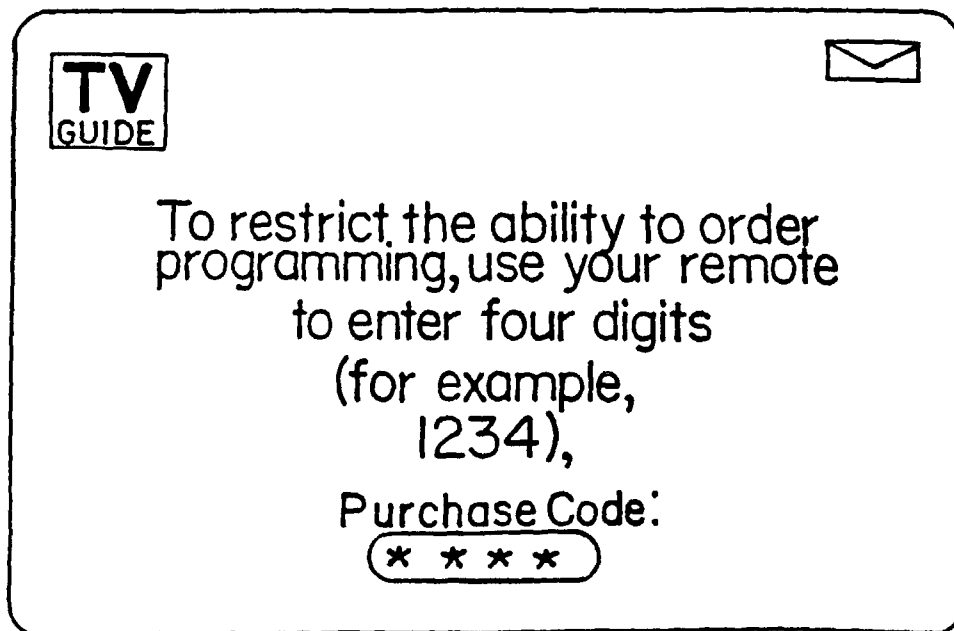 TV
GUIDE
To restrict the ability to order
programming, use your remote
to enter four digits
(for example,
1234),
Purchase Code:
* * * *